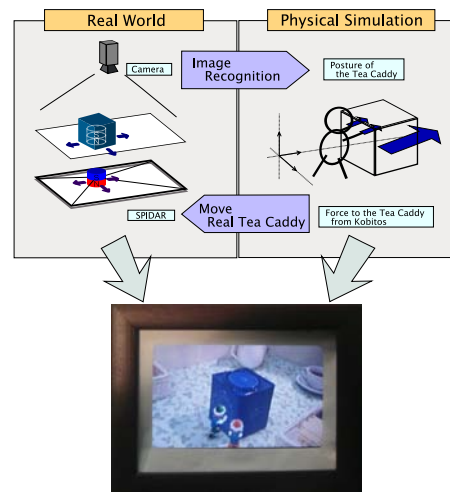 Real World
Physical Simulation
Camera
Image
Recognition
Posture of
the Tea Caddy
SPIDAR
Move
Real Tea Caddy
Force to the Tea Caddy
from Kobitos